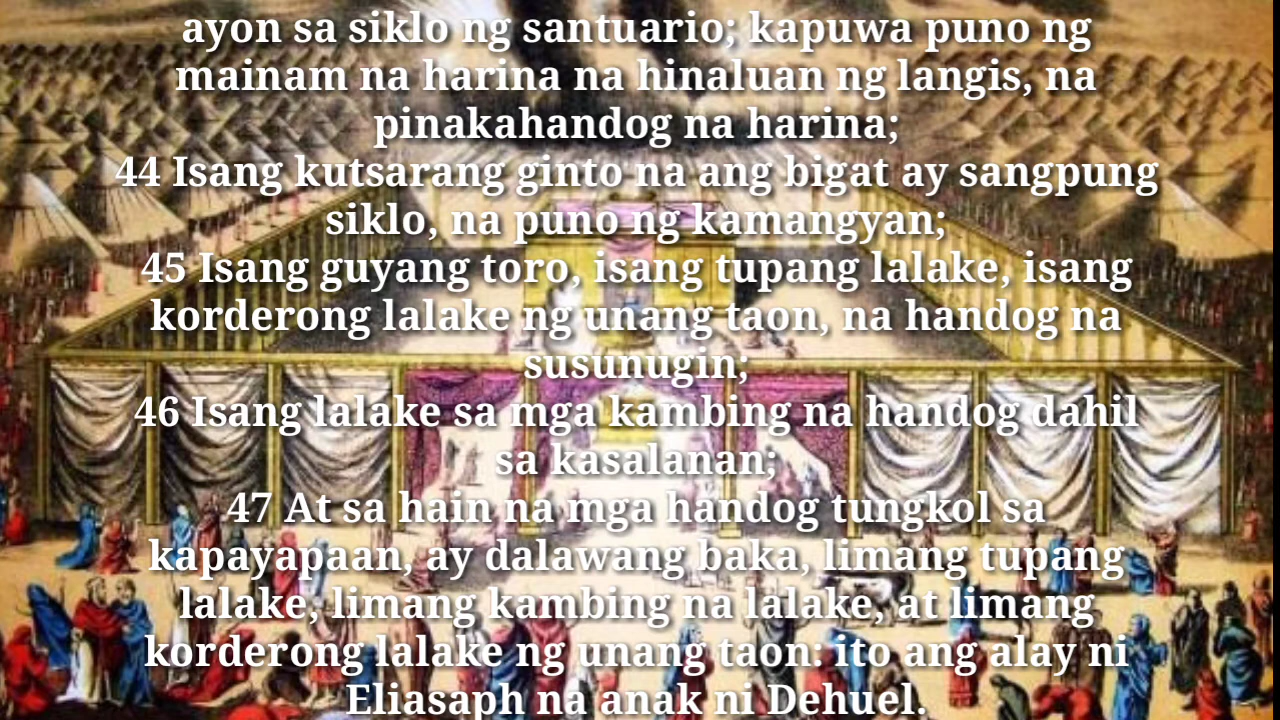 ayon sa siklo ng santuario; kapuwa puno ng
mainam na harina na hinaluan ng langis, na
pinakahandog na harina;
44 Isang kutsarang ginto na ang bigat ay sangpung
siklo, na puno ng kamangyan;
45 Isang guyang toro, isang tupang lalake, isang
korderong lalake ng unang taon, na handog na
susunugin;
46 Isang lalake sa mga kambing na handog dahil
sa kasalanan;
47 At sa hain na mga handog tungkol sa
kapayapaan, ay dalawang baka, limang tupang
lalake, limang kambing na lalake, at limang
korderong lalake ng unang taon: ito ang alay ni
Eliasaph na anak ni Dehuel.